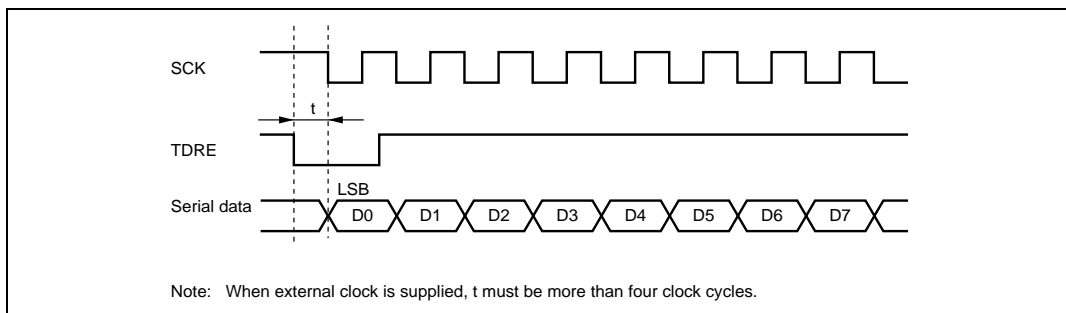 SCK
t
TDRE
LSB
Serial data
D0 D1 D2 D3 D4 D5 D6 D7
Note: When external clock is supplied, t must be more than four clock cycles.